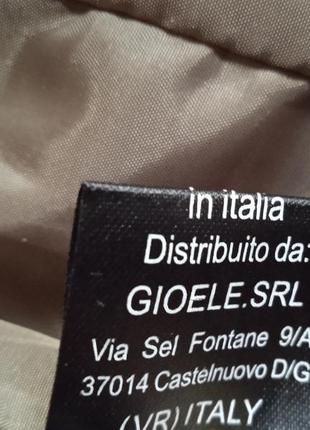 in italia
Distribuito da:
GIOELE.SRL
Via Sel Fontane 9/A
37014 Castelnuovo D/G
(VR) ITALY